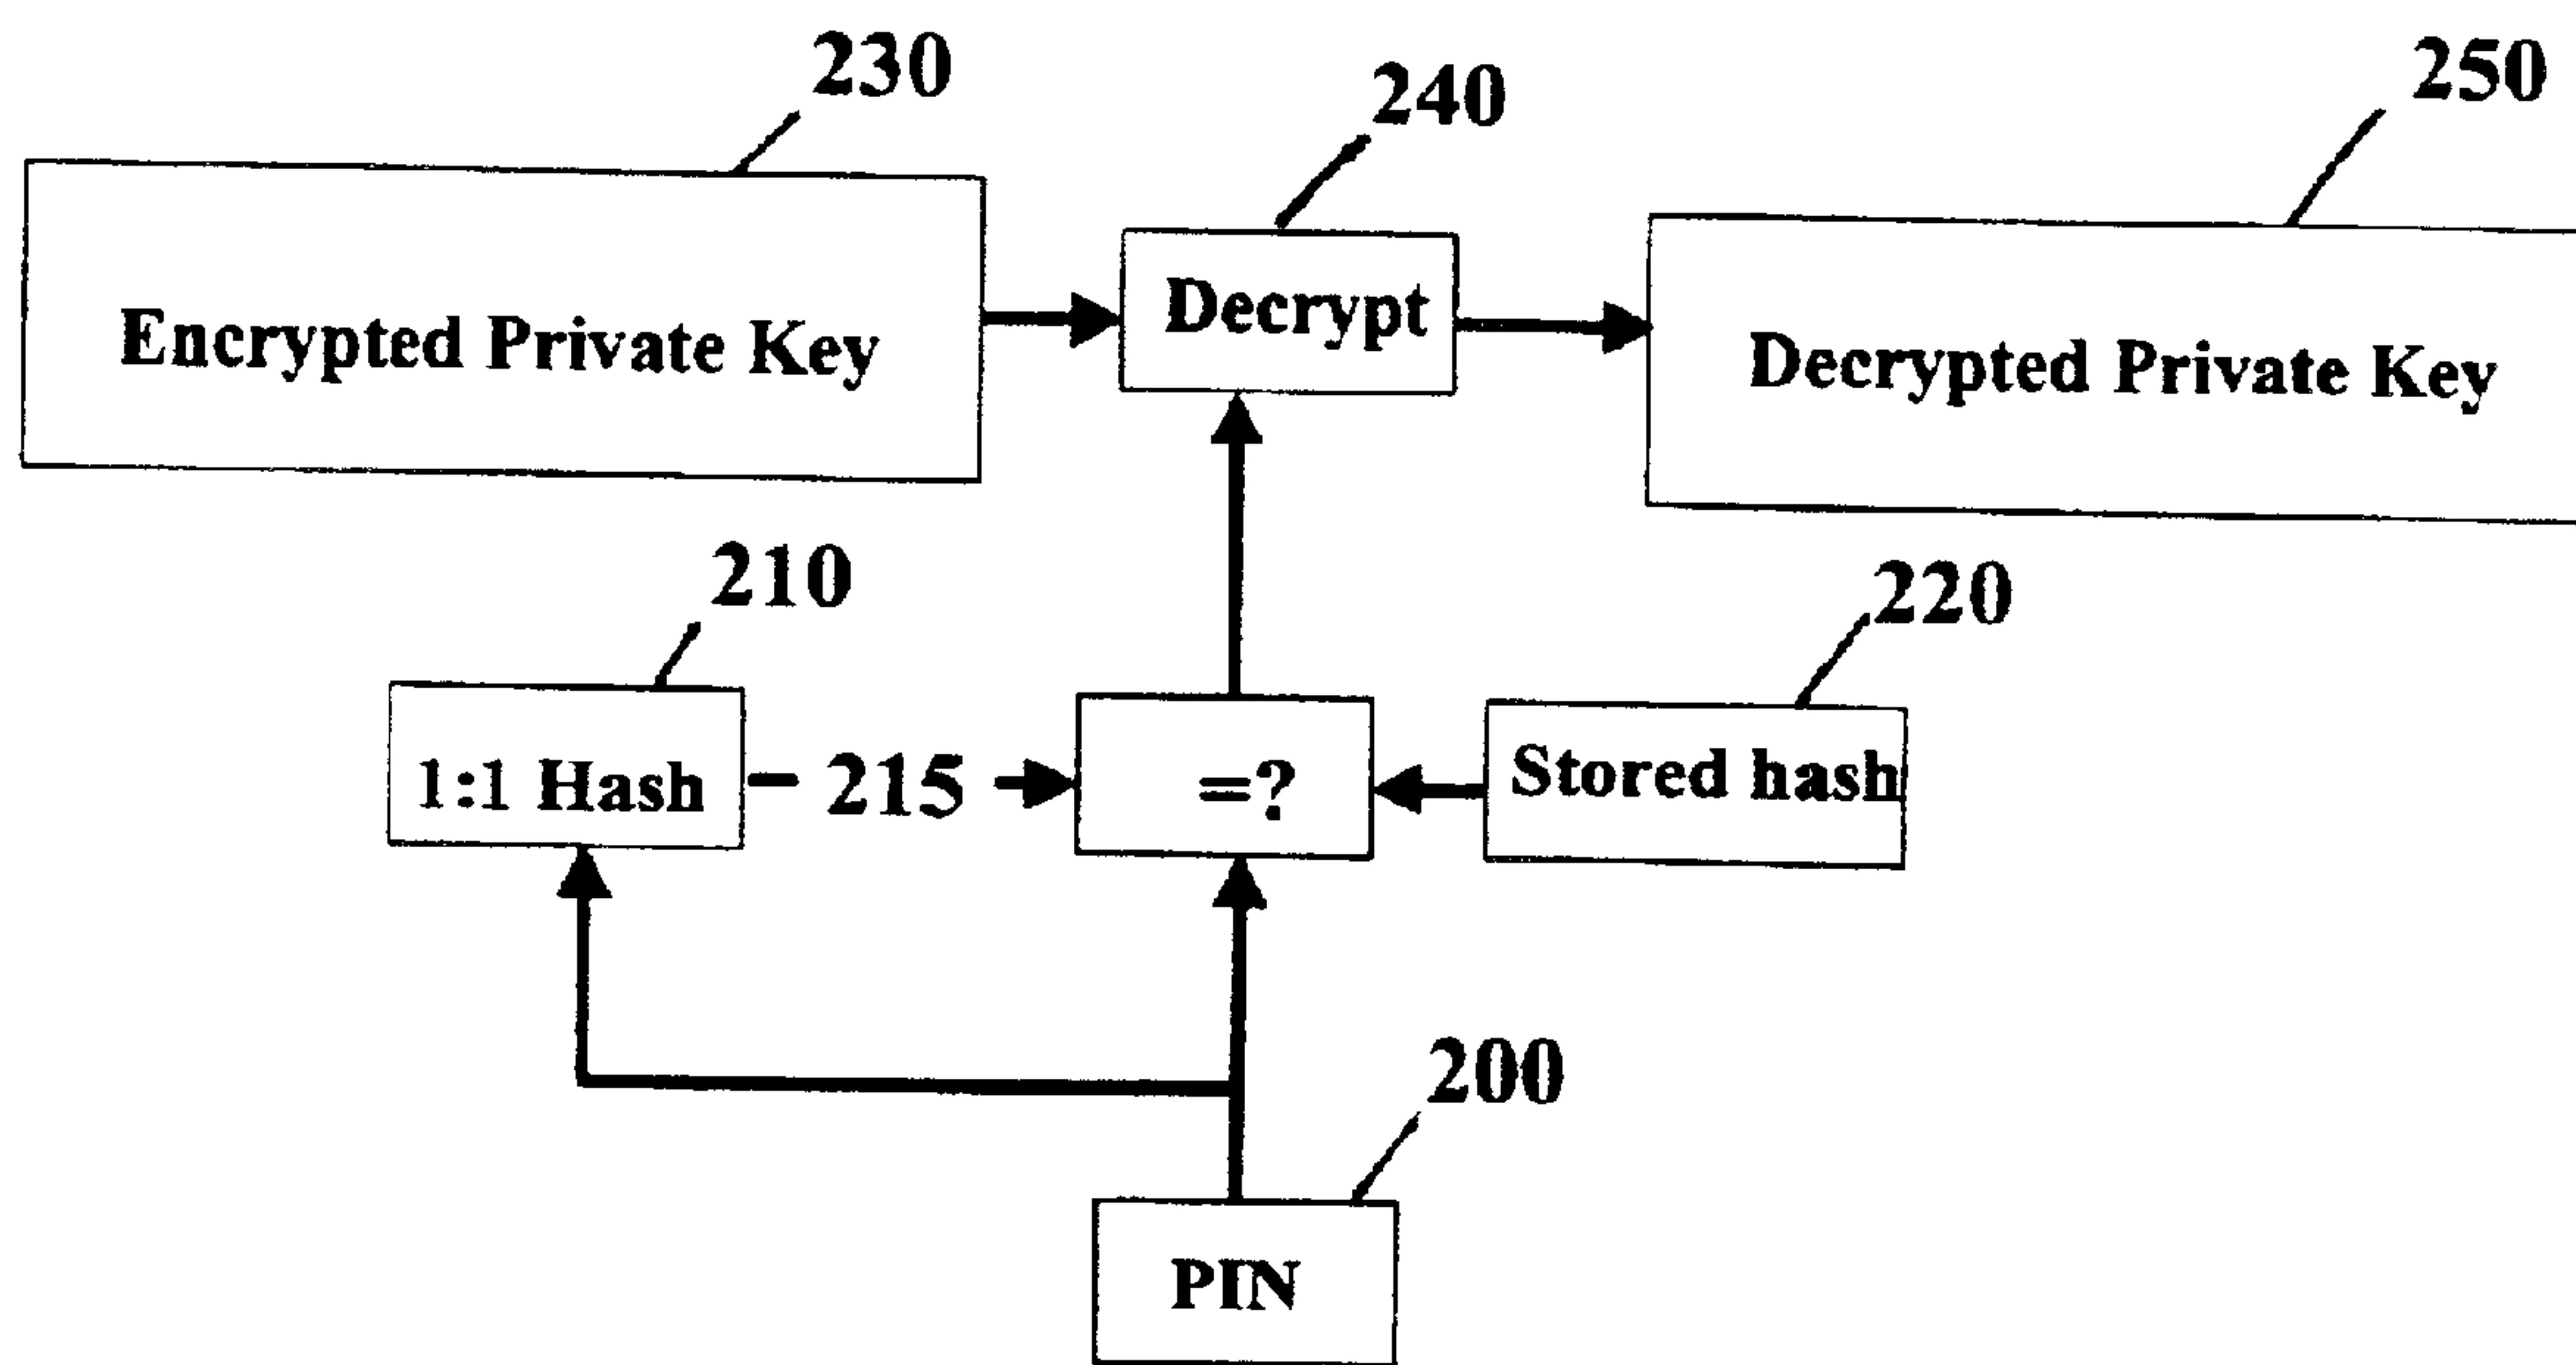 230
240
250
Encrypted Private Key
Decrypt
Decrypted Private Key
210
220
1:1 Hash
215
=?
Stored hash
200
PIN